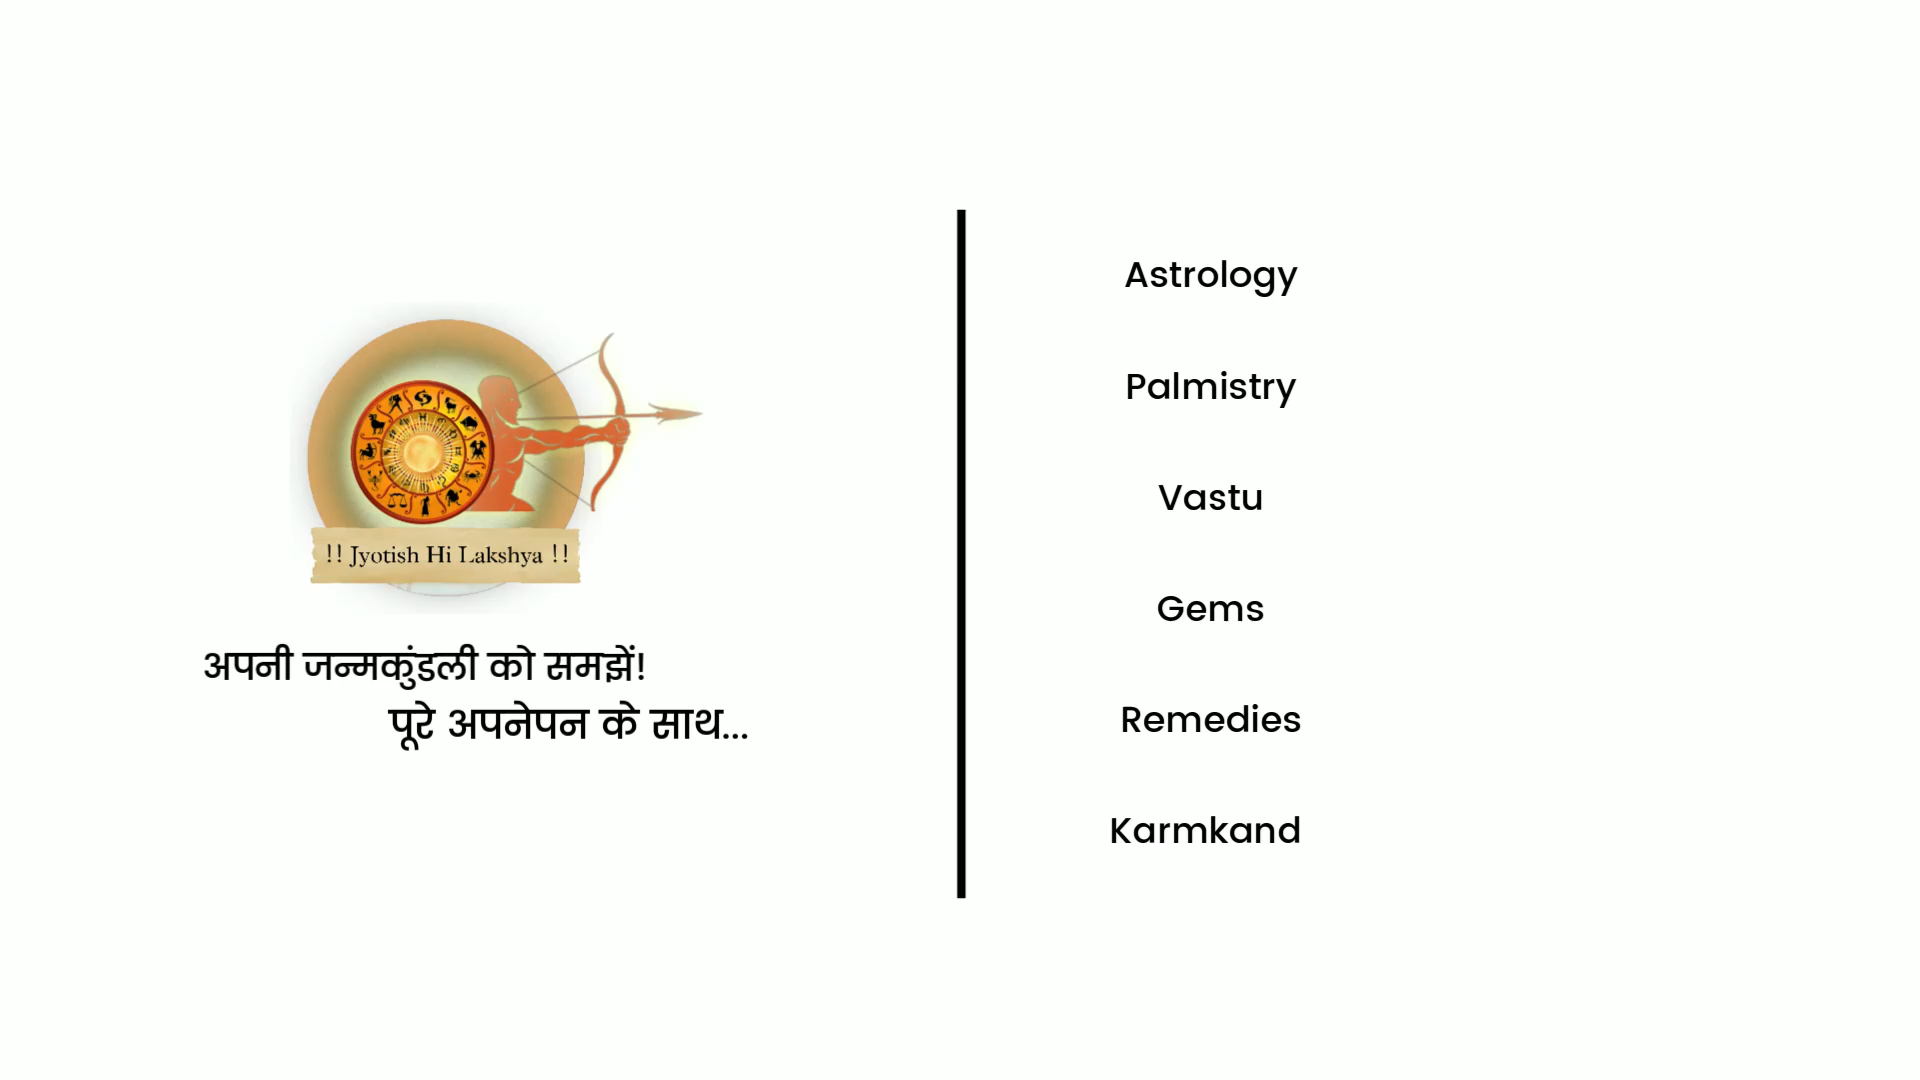 !! Jyotish Hi Lakshya !!
अपनी जन्मकुंडली को समझें!
पूरे अपनेपन के साथ...
Astrology
Palmistry
Vastu
Gems
Remedies
Karmkand